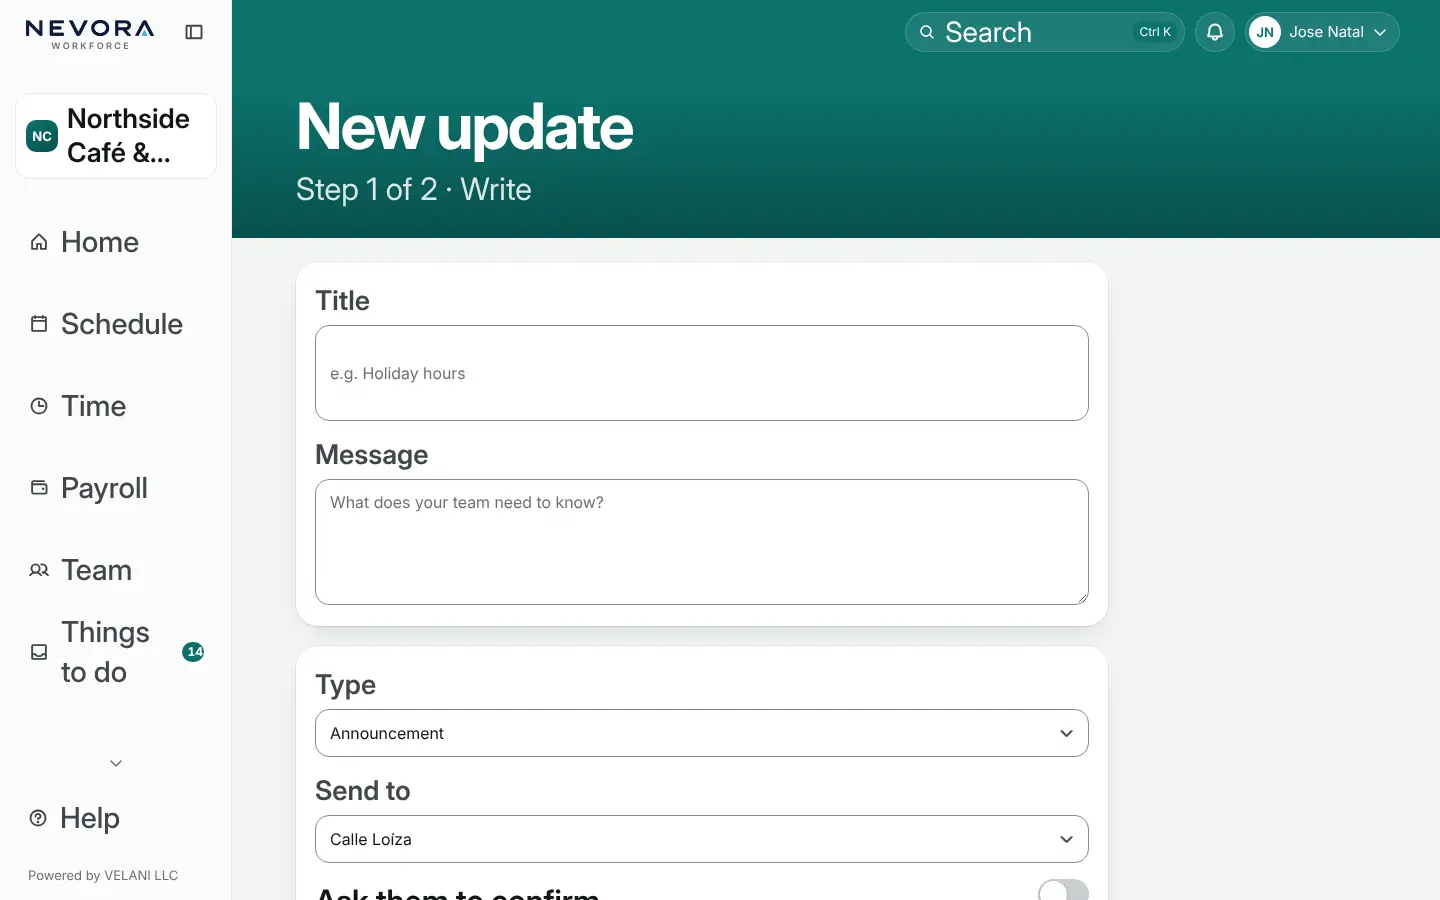 NEVORA
WORKFORCE
Search
Ctrl K
JN
Jose Natal
NC
Northside
Café &...
Home
Schedule
Time
Payroll
Team
Things
to do
14
Help
Powered by VELANI LLC
New update
Step 1 of 2 · Write
Title
e.g. Holiday hours
Message
What does your team need to know?
Type
Announcement
Send to
Calle Loíza
Ask them to confirm